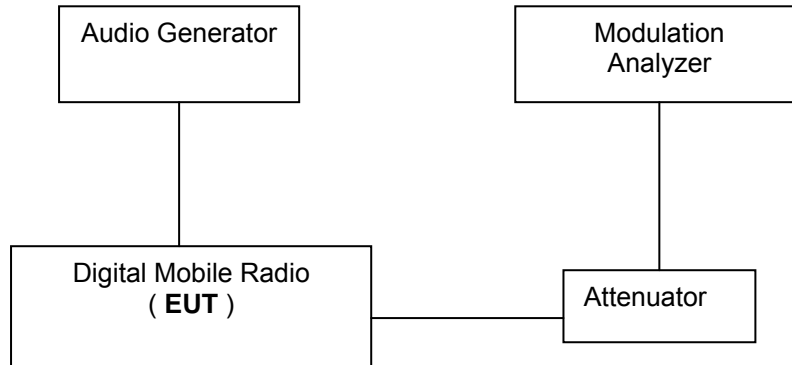 Audio Generator
Modulation
Analyzer
Digital Mobile Radio
( EUT )
Attenuator